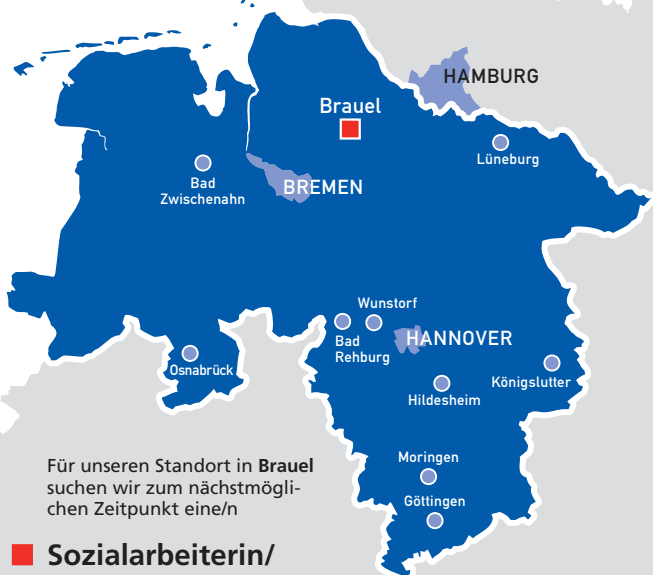 HAMBURG
Brauel
Lüneburg
Bad
Zwischenahn
BREMEN
Wunstorf
Bad
Rehburg
HANNOVER
Osnabrück
Königslutter
Hildesheim
Moringen
Göttingen
Für unseren Standort in Brauel
suchen wir zum nächstmögli-
chen Zeitpunkt eine/n
Sozialarbeiterin/